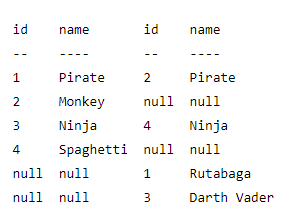 id name id name
-- ---- -- ----
1 Pirate 2 Pirate
2 Monkey null null
3 Ninja 4 Ninja
4 Spaghetti null null
null null 1 Rutabaga
null null 3 Darth Vader